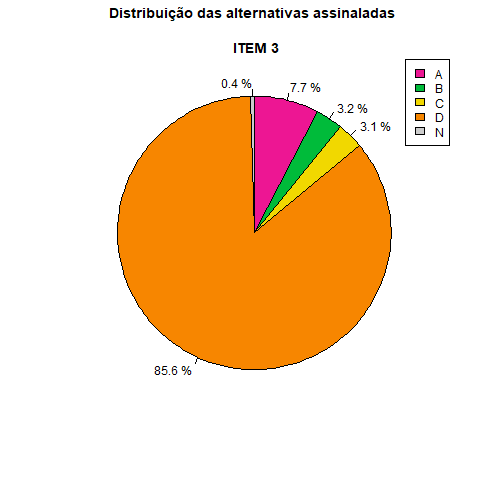 Distribuição das alternativas assinaladas
ITEM 3
A
B
C
D
N
0.4 %
7.7 %
3.2 %
3.1 %
85.6 %